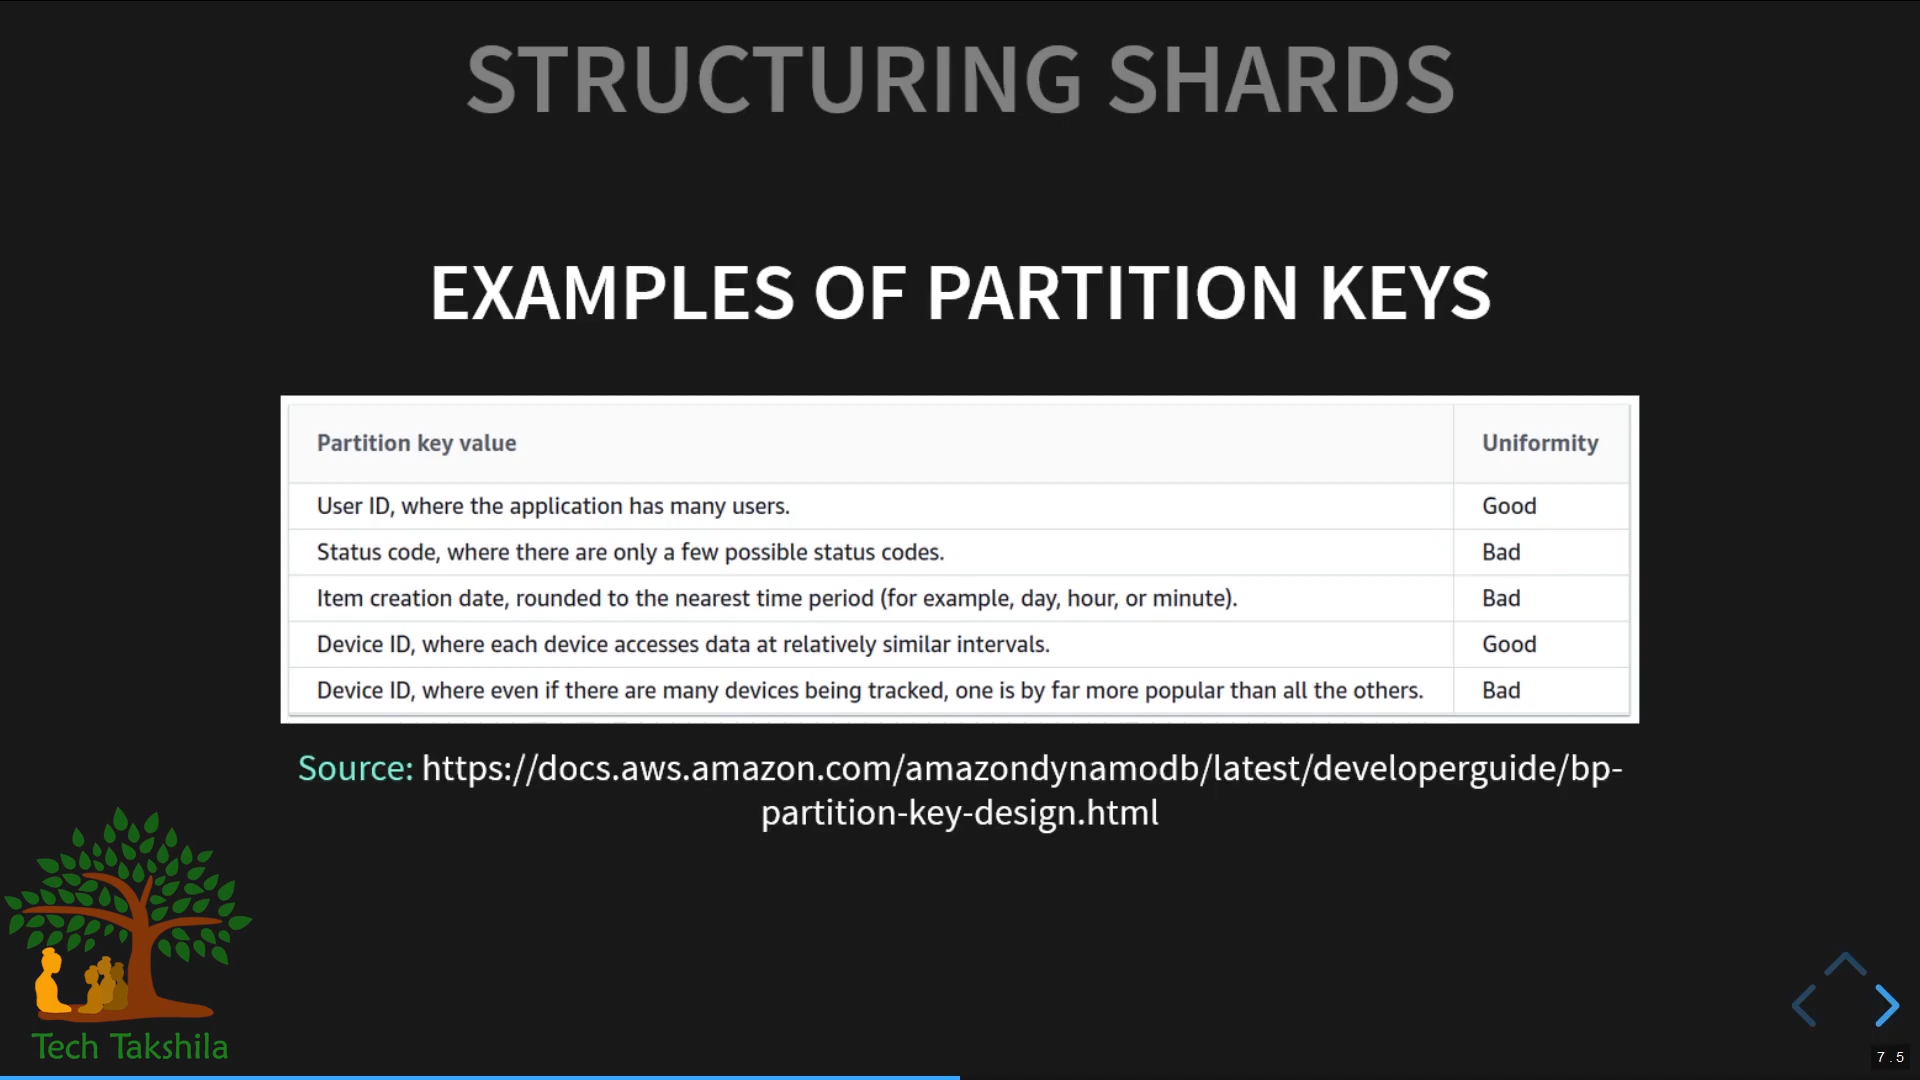 STRUCTURING SHARDS
EXAMPLES OF PARTITION KEYS
Partition key value Uniformity
User ID, where the application has many users. Good
Status code, where there are only a few possible status codes. Bad
Item creation date, rounded to the nearest time period (for example, day, hour, or minute). Bad
Device ID, where each device accesses data at relatively similar intervals. Good
Device ID, where even if there are many devices being tracked, one is by far more popular than all the others. Bad
Source: https://docs.aws.amazon.com/amazondynamodb/latest/developerguide/bp-
partition-key-design.html
Tech Takshila
7.5